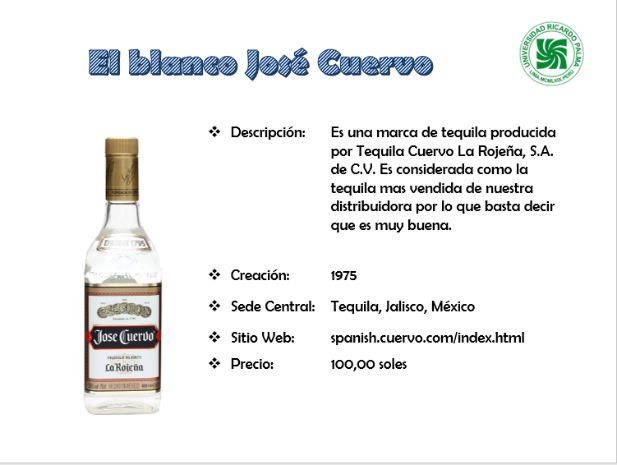 El blanco José Cuervo
UNIVERSIDAD RICARDO PALMA
LIMA, MCMLXIX, PERÚ
❖ Descripción: Es una marca de tequila producida
por Tequila Cuervo La Rojeña, S.A.
de C.V. Es considerada como la
tequila mas vendida de nuestra
distribuidora por lo que basta decir
que es muy buena.
❖ Creación: 1975
❖ Sede Central: Tequila, Jalisco, México
❖ Sitio Web: spanish.cuervo.com/index.html
❖ Precio: 100,00 soles
Jose Cuervo
TEQUILA BLANCO
La Rojeña